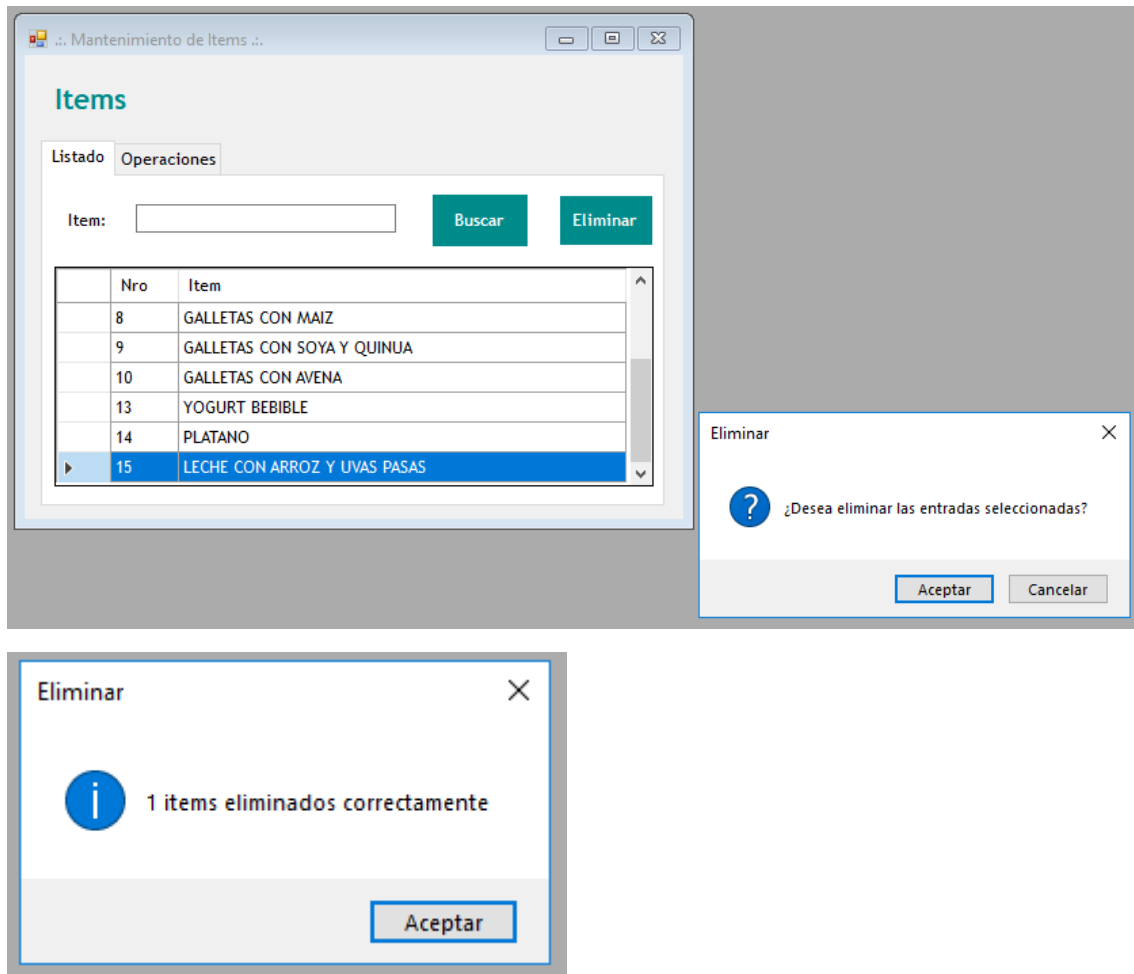 .:. Mantenimiento de Items .:.
Items
Listado Operaciones
Item: Buscar Eliminar
Nro Item
8 GALLETAS CON MAIZ
9 GALLETAS CON SOYA Y QUINUA
10 GALLETAS CON AVENA
13 YOGURT BEBIBLE
14 PLATANO
15 LECHE CON ARROZ Y UVAS PASAS
Eliminar
¿Desea eliminar las entradas seleccionadas?
Aceptar Cancelar
Eliminar
1 items eliminados correctamente
Aceptar